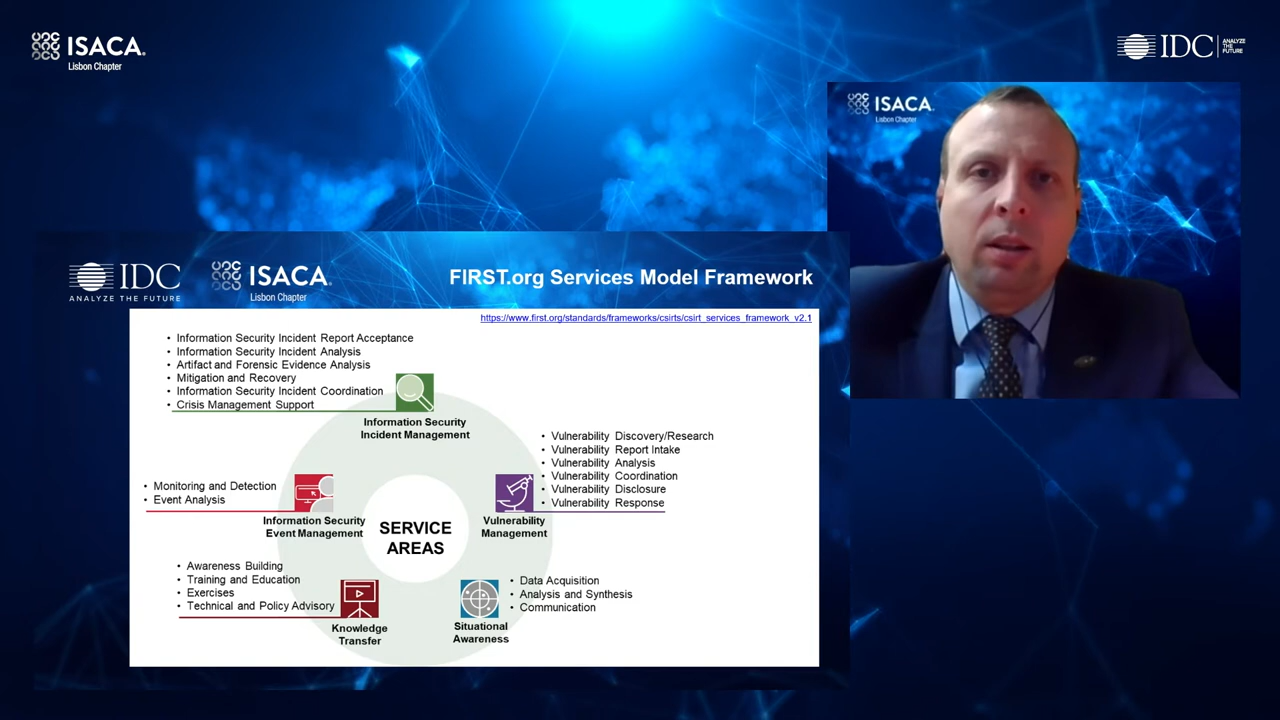 ISACA®
Lisbon Chapter
IDC
ANALYZE
THE
FUTURE
ISACA.
Lisbon Chapter
IDC
ANALYZE THE FUTURE
ISACA®
Lisbon Chapter
FIRST.org Services Model Framework
https://www.first.org/standards/frameworks/csirts/csirt_services_framework_v2.1
• Information Security Incident Report Acceptance
• Information Security Incident Analysis
• Artifact and Forensic Evidence Analysis
• Mitigation and Recovery
• Information Security Incident Coordination
• Crisis Management Support
Information Security
Incident Management
• Vulnerability Discovery/Research
• Vulnerability Report Intake
• Vulnerability Analysis
• Vulnerability Coordination
• Vulnerability Disclosure
• Vulnerability Response
Vulnerability
Management
• Monitoring and Detection
• Event Analysis
Information Security
Event Management
SERVICE
AREAS
• Awareness Building
• Training and Education
• Exercises
• Technical and Policy Advisory
Knowledge
Transfer
• Data Acquisition
• Analysis and Synthesis
• Communication
Situational
Awareness